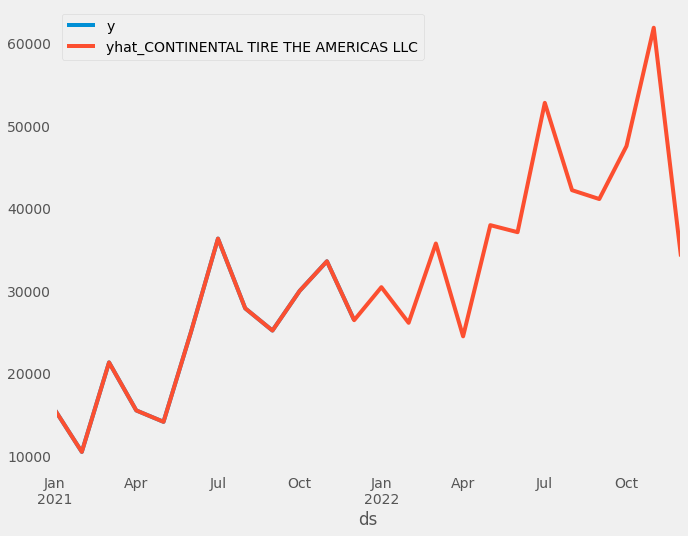 y
yhat_CONTINENTAL TIRE THE AMERICAS LLC
60000
50000
40000
30000
20000
10000
Jan Apr Jul Oct Jan Apr Jul Oct
2021 2022
ds